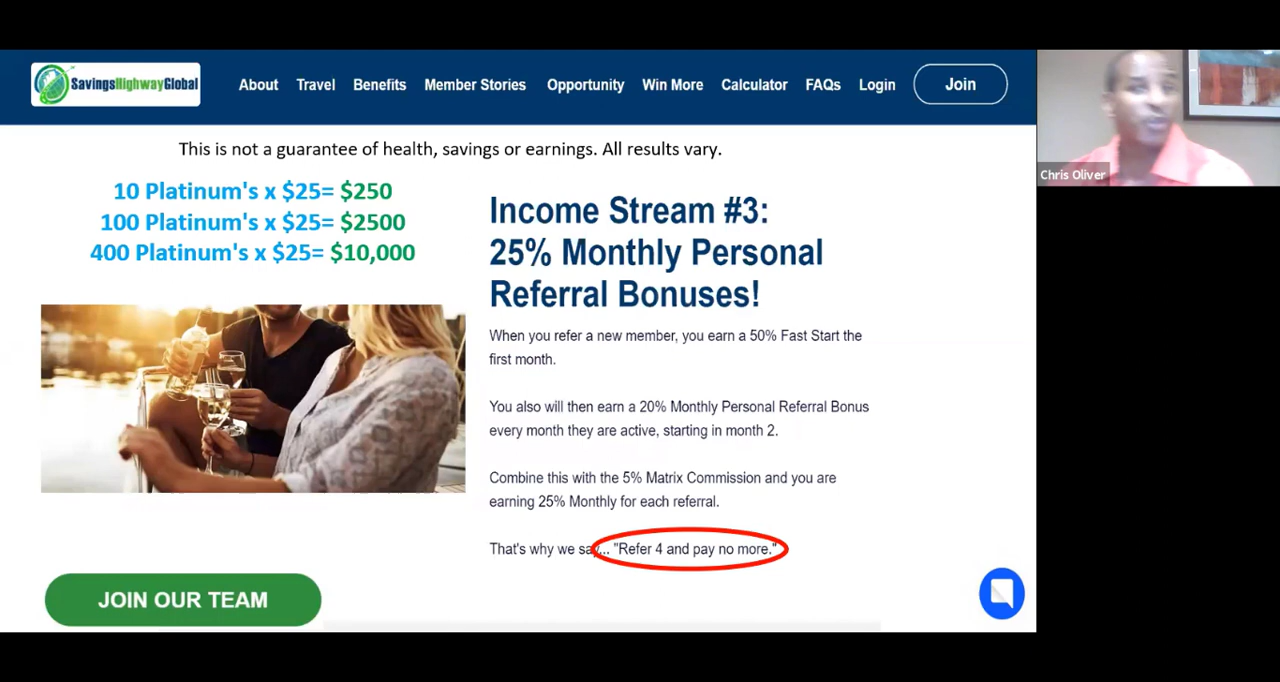 SavingsHighwayGlobal
About Travel Benefits Member Stories Opportunity Win More Calculator FAQs Login Join
Chris Oliver
This is not a guarantee of health, savings or earnings. All results vary.
10 Platinum's x $25= $250
100 Platinum's x $25= $2500
400 Platinum's x $25= $10,000
Income Stream #3:
25% Monthly Personal
Referral Bonuses!
When you refer a new member, you earn a 50% Fast Start the
first month.
You also will then earn a 20% Monthly Personal Referral Bonus
every month they are active, starting in month 2.
Combine this with the 5% Matrix Commission and you are
earning 25% Monthly for each referral.
That's why we say... "Refer 4 and pay no more."
JOIN OUR TEAM